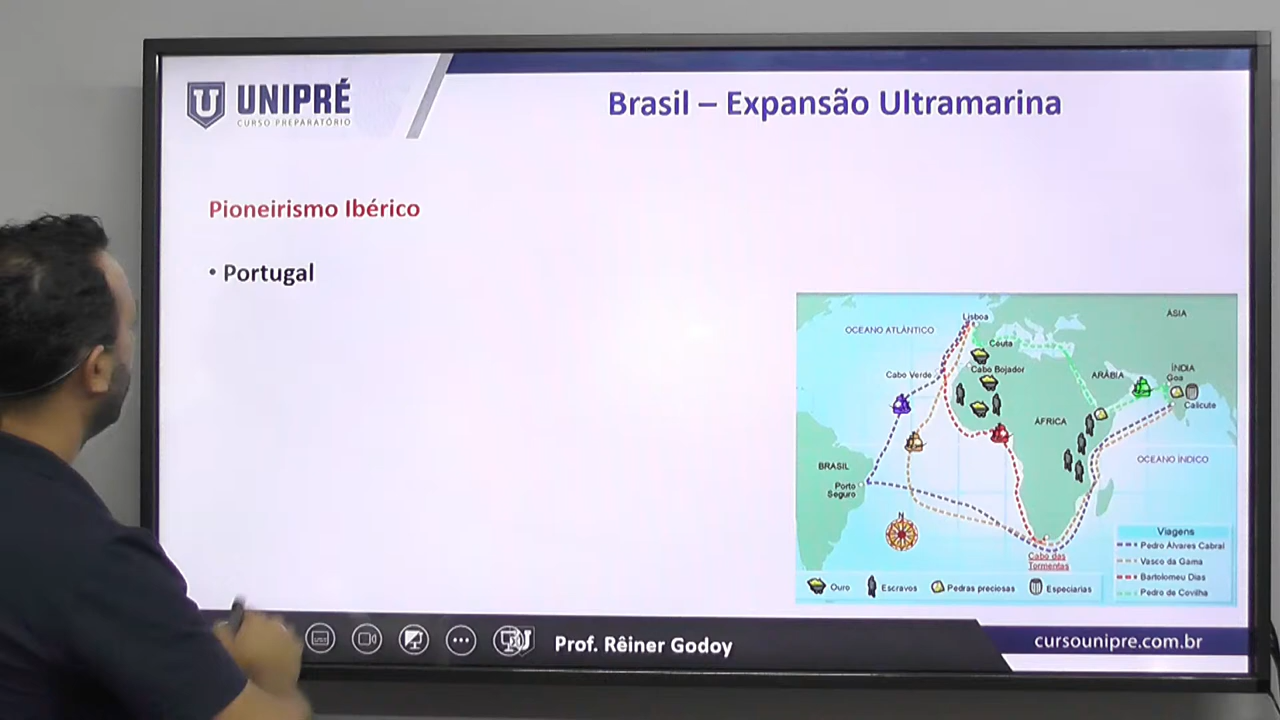 UNIPRÉ
CURSO PREPARATÓRIO
Brasil – Expansão Ultramarina
Pioneirismo Ibérico
• Portugal
OCEANO ATLÂNTICO
Lisboa
ÁSIA
Ceuta
Cabo Verde
Cabo Bojador
ARÁBIA
ÍNDIA
Goa
Calicute
ÁFRICA
BRASIL
Porto
Seguro
OCEANO ÍNDICO
N
Cabo das
Tormentas
Viagens
Pedro Álvares Cabral
Vasco da Gama
Bartolomeu Dias
Pedro de Covilha
Ouro
Escravos
Pedras preciosas
Especiarias
Prof. Rêiner Godoy
cursounipre.com.br